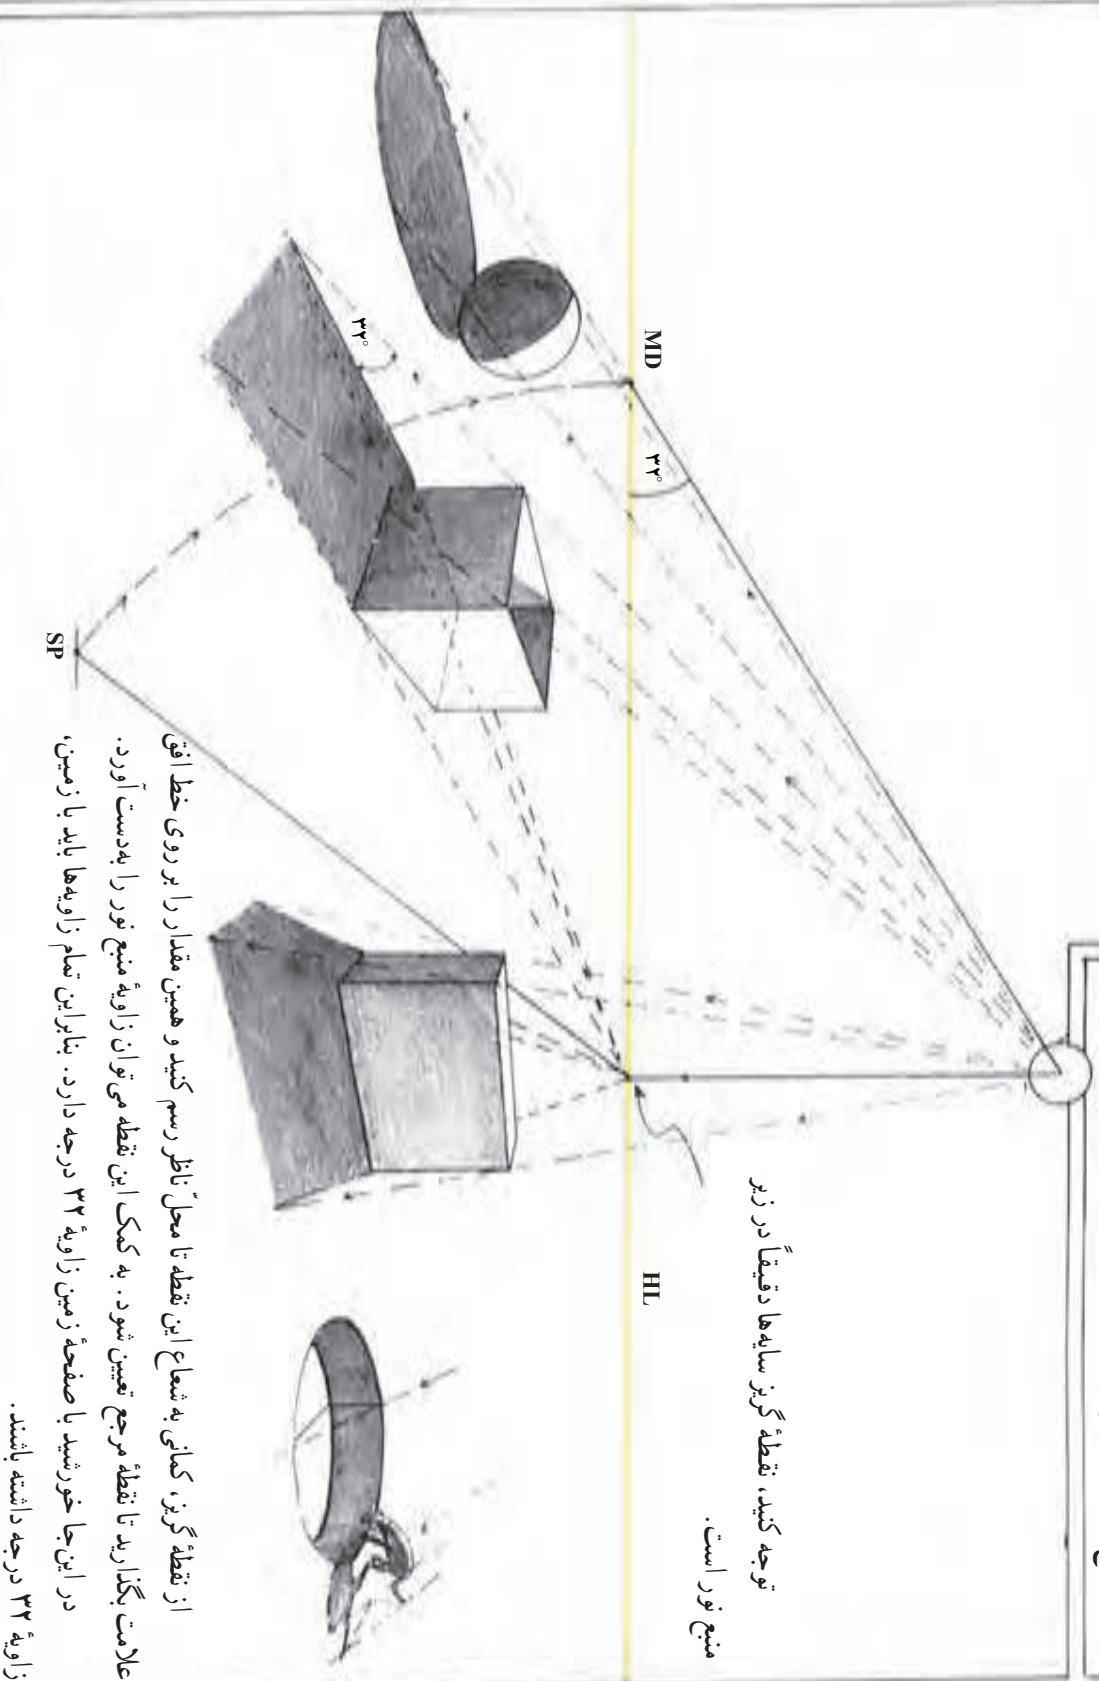 توجه کنید، نقطهٔ گریز سایه‌ها دقیقاً در زیر
منبع نور است.
MD
HL
۳۲°
۳۲°
SP
از نقطهٔ گریز، کمانی به شعاع این نقطه تا محلّ ناظر رسم کنید و همین مقدار را بر روی خط افق
علامت بگذارید تا نقطهٔ مرجع تعیین شود. به کمک این نقطه می‌توان زاویهٔ منبع نور را به‌دست آورد.
در این‌جا خورشید با صفحهٔ زمین زاویهٔ ۳۲ درجه دارد. بنابراین تمام زاویه‌ها باید با زمین،
زاویهٔ ۳۲ درجه داشته باشند.